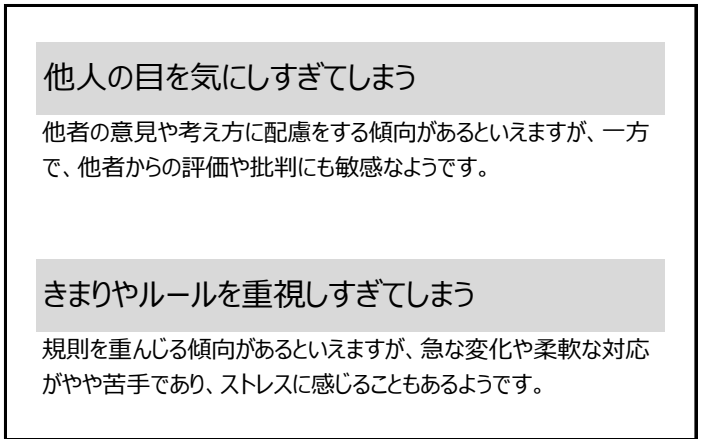 他人の目を気にしすぎてしまう
他者の意見や考え方に配慮をする傾向があるといえますが、一方
で、他者からの評価や批判にも敏感なようです。
きまりやルールを重視しすぎてしまう
規則を重んじる傾向があるといえますが、急な変化や柔軟な対応
がやや苦手であり、ストレスに感じることもあるようです。